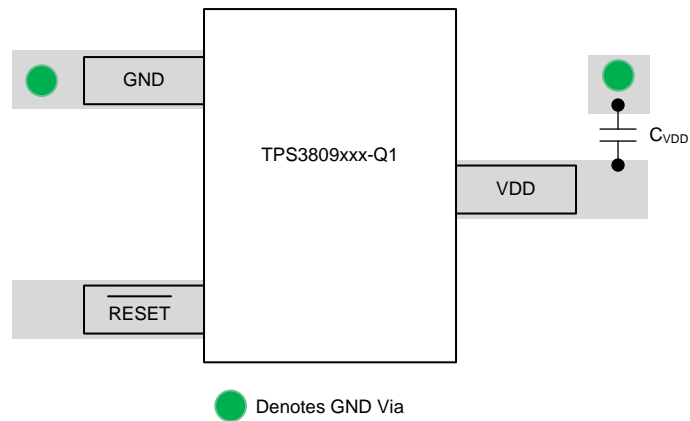 GND
TPS3809xxx-Q1
CVDD
VDD
RESET
Denotes GND Via